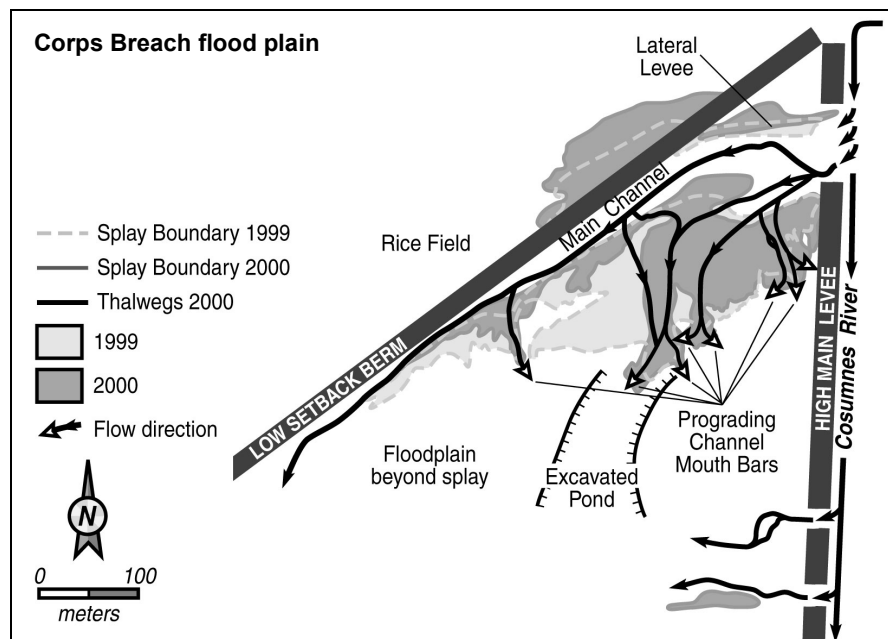 Corps Breach flood plain
Lateral
Levee
Main Channel
Rice Field
Splay Boundary 1999
Splay Boundary 2000
Thalwegs 2000
1999
2000
Flow direction
LOW SETBACK BERM
HIGH MAIN LEVEE
Cosumnes River
Prograding
Channel
Mouth Bars
Floodplain
beyond splay
Excavated
Pond
N
0 100
meters